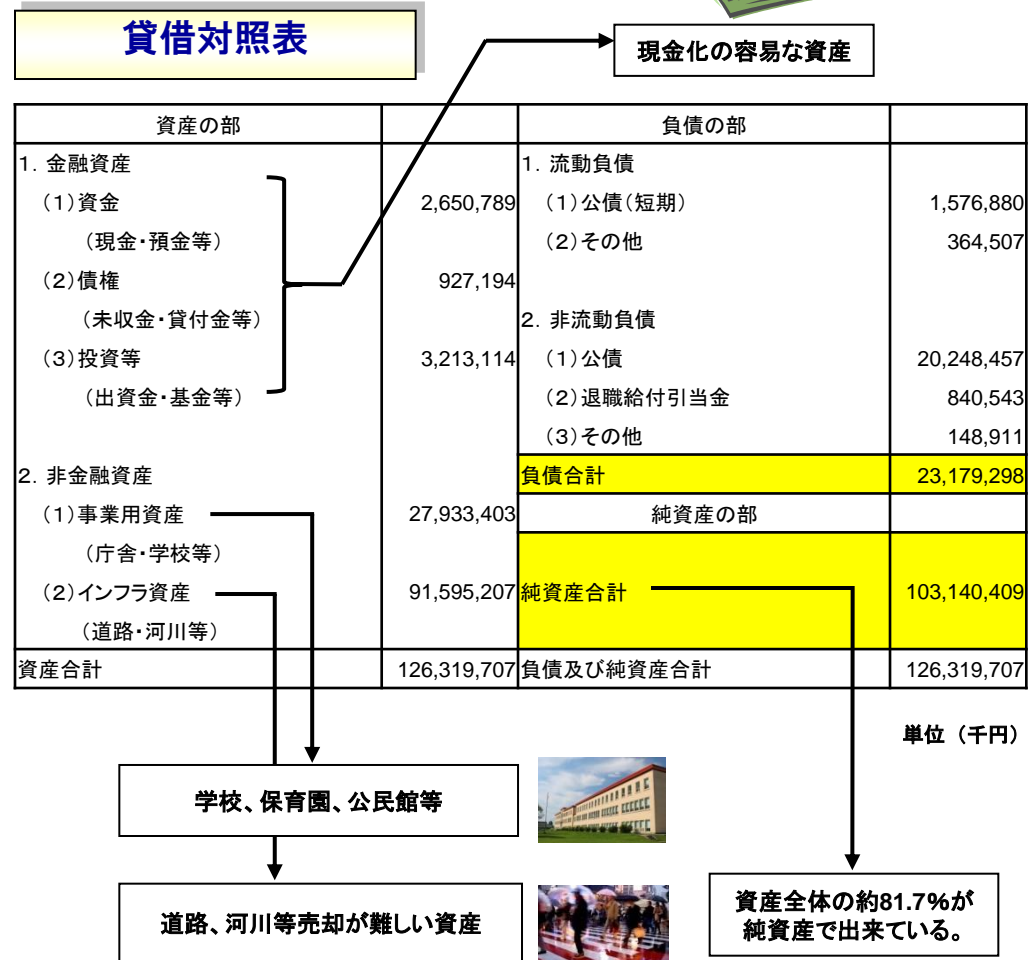 貸借対照表
現金化の容易な資産
資産の部 負債の部
1．金融資産 1．流動負債
（１）資金 2,650,789 （１）公債（短期） 1,576,880
（現金・預金等） （２）その他 364,507
（２）債権 927,194
（未収金・貸付金等） 2．非流動負債
（３）投資等 3,213,114 （１）公債 20,248,457
（出資金・基金等） （２）退職給付引当金 840,543
（３）その他 148,911
2．非金融資産 負債合計 23,179,298
（１）事業用資産 27,933,403 純資産の部
（庁舎・学校等）
（２）インフラ資産 91,595,207 純資産合計 103,140,409
（道路・河川等）
資産合計 126,319,707 負債及び純資産合計 126,319,707
単位（千円）
学校、保育園、公民館等
道路、河川等売却が難しい資産
資産全体の約81.7%が
純資産で出来ている。